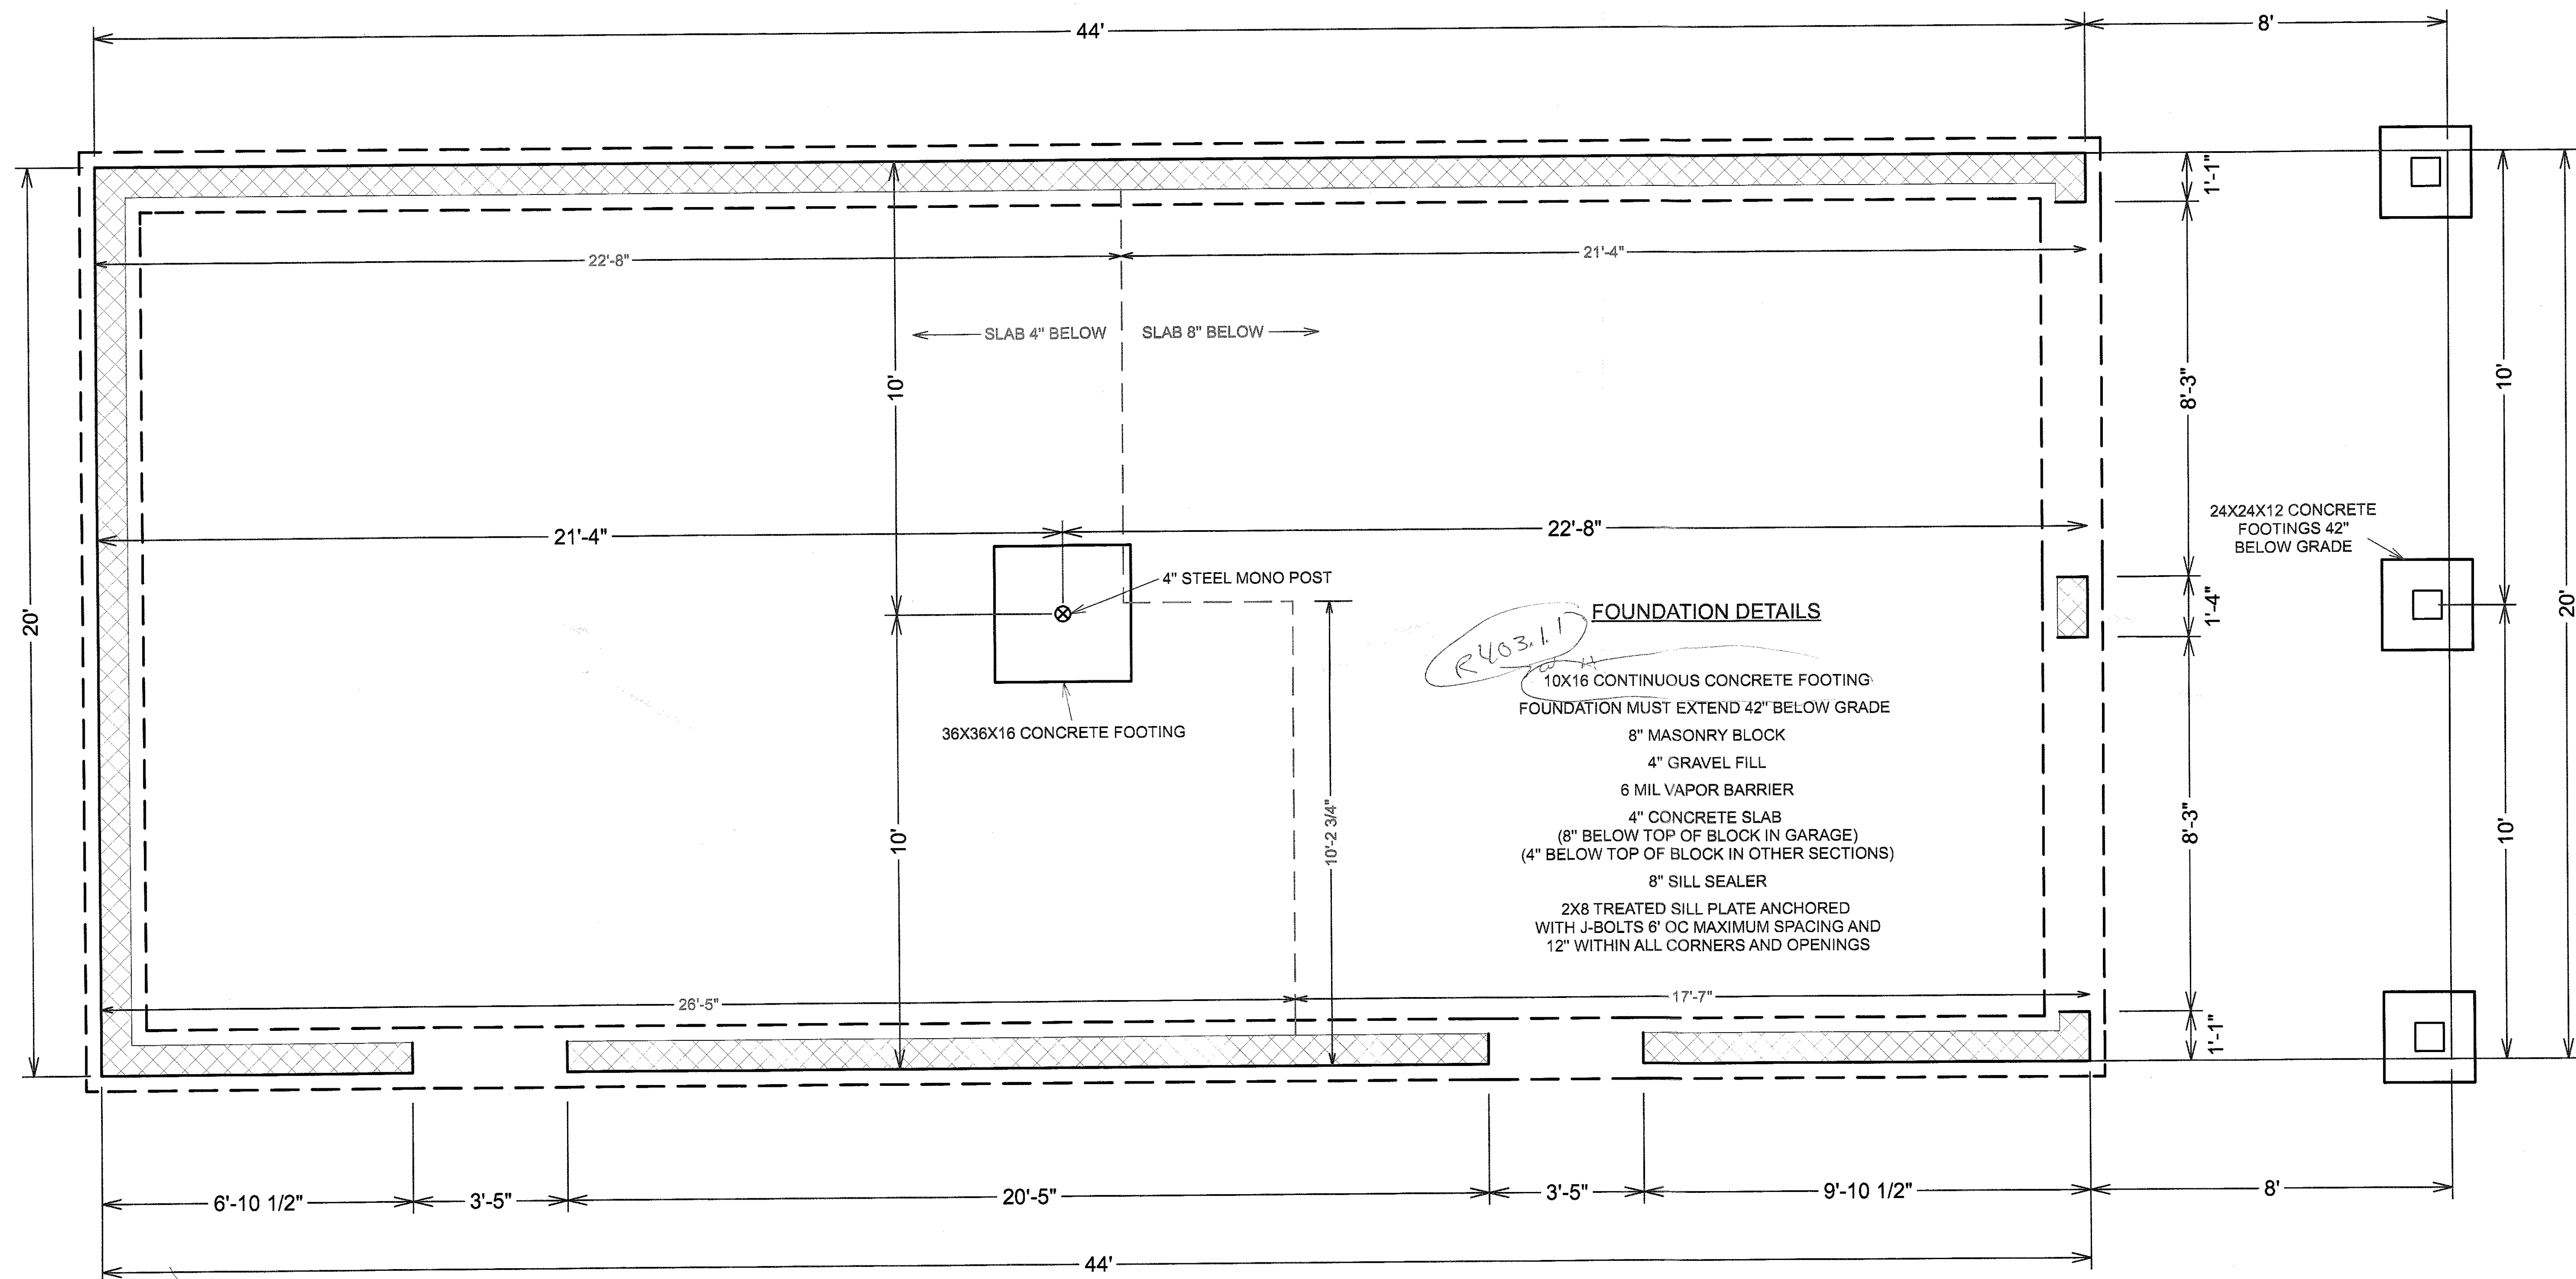 44'
8'
1'-1"
22'-8"
21'-4"
SLAB 4" BELOW
SLAB 8" BELOW
10'
8'-3"
10'
24X24X12 CONCRETE
FOOTINGS 42"
BELOW GRADE
21'-4"
22'-8"
4" STEEL MONO POST
20'
1'-4"
20'
FOUNDATION DETAILS
R403.1.1
10X16 CONTINUOUS CONCRETE FOOTING
FOUNDATION MUST EXTEND 42" BELOW GRADE
36X36X16 CONCRETE FOOTING
8" MASONRY BLOCK
4" GRAVEL FILL
6 MIL VAPOR BARRIER
4" CONCRETE SLAB
(8" BELOW TOP OF BLOCK IN GARAGE)
(4" BELOW TOP OF BLOCK IN OTHER SECTIONS)
8" SILL SEALER
2X8 TREATED SILL PLATE ANCHORED
WITH J-BOLTS 6' OC MAXIMUM SPACING AND
12" WITHIN ALL CORNERS AND OPENINGS
10'
10'-2 3/4"
8'-3"
10'
26'-5"
17'-7"
1'-1"
6'-10 1/2"
3'-5"
20'-5"
3'-5"
9'-10 1/2"
8'
44'